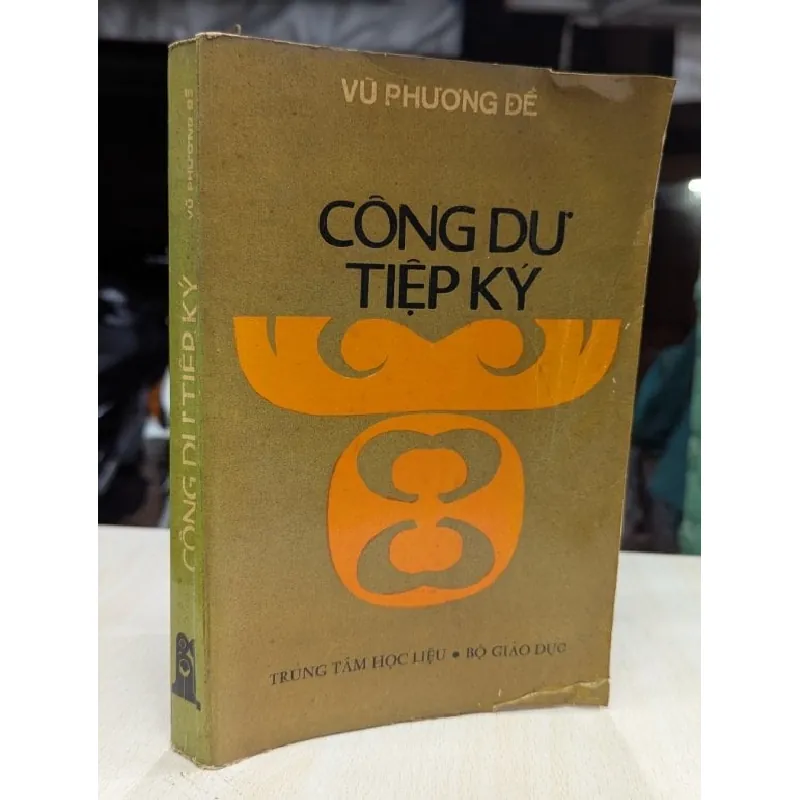 VŨ PHƯƠNG ĐỀ
CÔNG DƯ
TIỆP KÝ
TRUNG TÂM HỌC LIỆU • BỘ GIÁO DỤC
VŨ PHƯƠNG ĐỀ
CÔNG DƯ TIỆP KÝ